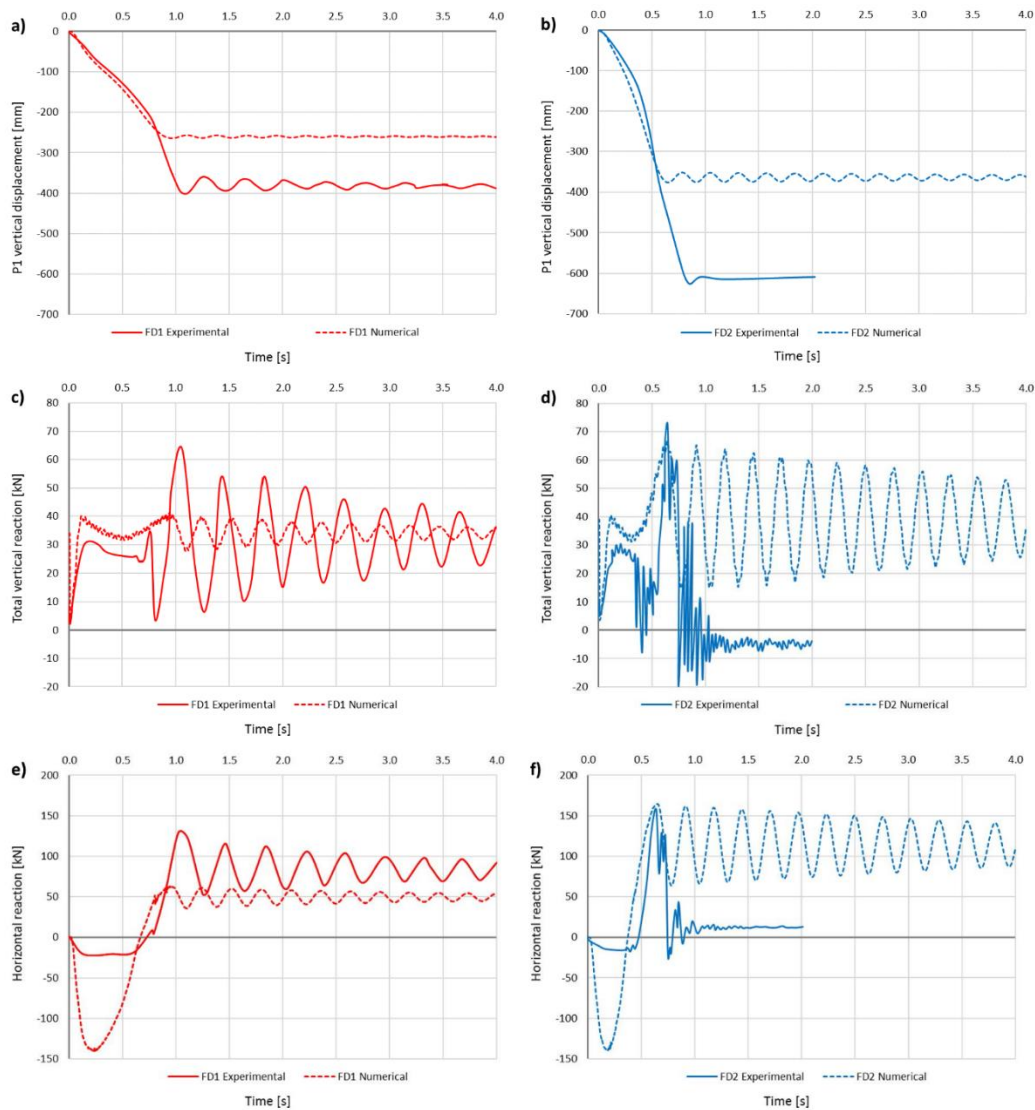 a)
0.0 0.5 1.0 1.5 2.0 2.5 3.0 3.5 4.0
0
-100
-200
-300
-400
-500
-600
-700
P1 vertical displacement [mm]
FD1 Experimental FD1 Numerical
Time [s]
b)
0.0 0.5 1.0 1.5 2.0 2.5 3.0 3.5 4.0
0
-100
-200
-300
-400
-500
-600
-700
P1 vertical displacement [mm]
FD2 Experimental FD2 Numerical
Time [s]
c)
0.0 0.5 1.0 1.5 2.0 2.5 3.0 3.5 4.0
80
70
60
50
40
30
20
10
0
-10
-20
Total vertical reaction [kN]
FD1 Experimental FD1 Numerical
Time [s]
d)
0.0 0.5 1.0 1.5 2.0 2.5 3.0 3.5 4.0
80
70
60
50
40
30
20
10
0
-10
-20
Total vertical reaction [kN]
FD2 Experimental FD2 Numerical
Time [s]
e)
0.0 0.5 1.0 1.5 2.0 2.5 3.0 3.5 4.0
200
150
100
50
0
-50
-100
-150
Horizontal reaction [kN]
FD1 Experimental FD1 Numerical
Time [s]
f)
0.0 0.5 1.0 1.5 2.0 2.5 3.0 3.5 4.0
200
150
100
50
0
-50
-100
-150
Horizontal reaction [kN]
FD2 Experimental FD2 Numerical
Time [s]